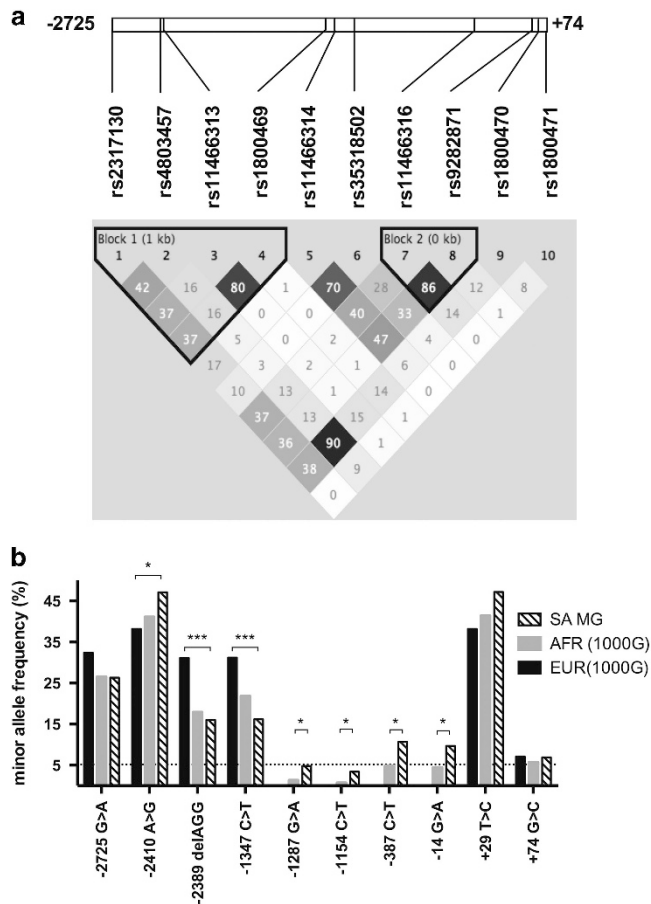 a
-2725
+74
rs2317130
rs4803457
rs11466313
rs1800469
rs11466314
rs35318502
rs11466316
rs9282871
rs1800470
rs1800471
Block 1 (1 kb)
Block 2 (0 kb)
1 2 3 4 5 6 7 8 9 10
42 16 80 1 70 28 86 12 8
37 16 0 0 40 33 14 1
37 5 0 2 47 4 0
17 3 2 1 6 0
10 13 1 14 0
37 13 15 1
36 90 1
38 9
0
b
minor allele frequency (%)
45
35
25
15
5
*
***
***
*
*
*
*
SA MG
AFR (1000G)
EUR(1000G)
-2725 G>A
-2410 A>G
-2389 delAGG
-1347 C>T
-1287 G>A
-1154 C>T
-387 C>T
-14 G>A
+29 T>C
+74 G>C